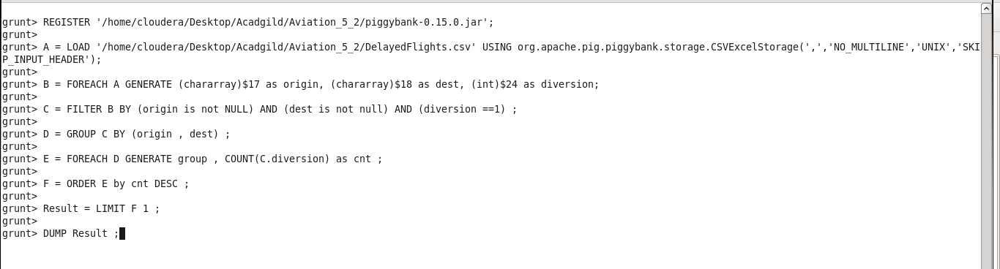 grunt> REGISTER '/home/cloudera/Desktop/Acadgild/Aviation_5_2/piggybank-0.15.0.jar';
grunt>
grunt> A = LOAD '/home/cloudera/Desktop/Acadgild/Aviation_5_2/DelayedFlights.csv' USING org.apache.pig.piggybank.storage.CSVExcelStorage(',','NO_MULTILINE','UNIX','SKI
P_INPUT_HEADER');
grunt>
grunt> B = FOREACH A GENERATE (chararray)$17 as origin, (chararray)$18 as dest, (int)$24 as diversion;
grunt>
grunt> C = FILTER B BY (origin is not NULL) AND (dest is not null) AND (diversion ==1) ;
grunt>
grunt> D = GROUP C BY (origin , dest) ;
grunt>
grunt> E = FOREACH D GENERATE group , COUNT(C.diversion) as cnt ;
grunt>
grunt> F = ORDER E by cnt DESC ;
grunt>
grunt> Result = LIMIT F 1 ;
grunt>
grunt> DUMP Result ;